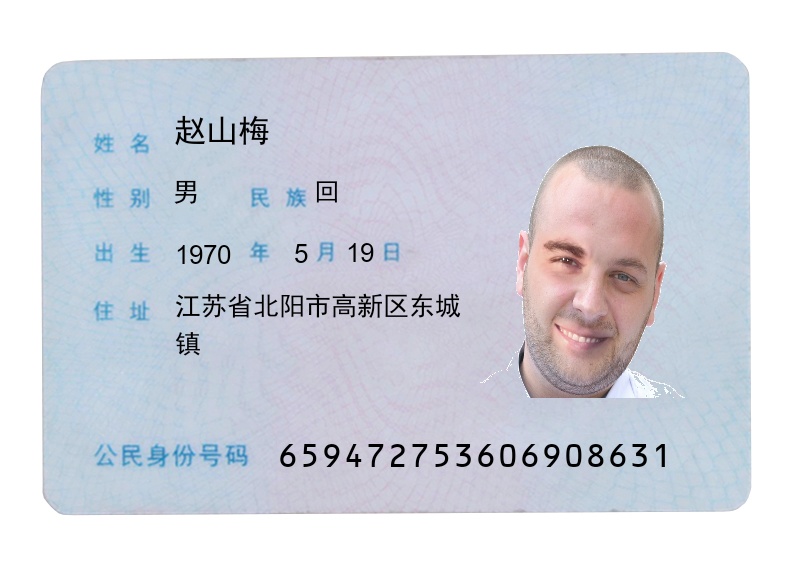 姓名 赵山梅
性别 男 民族 回
出生 1970 年 5 月 19 日
住址 江苏省北阳市高新区东城
镇
公民身份号码 659472753606908631